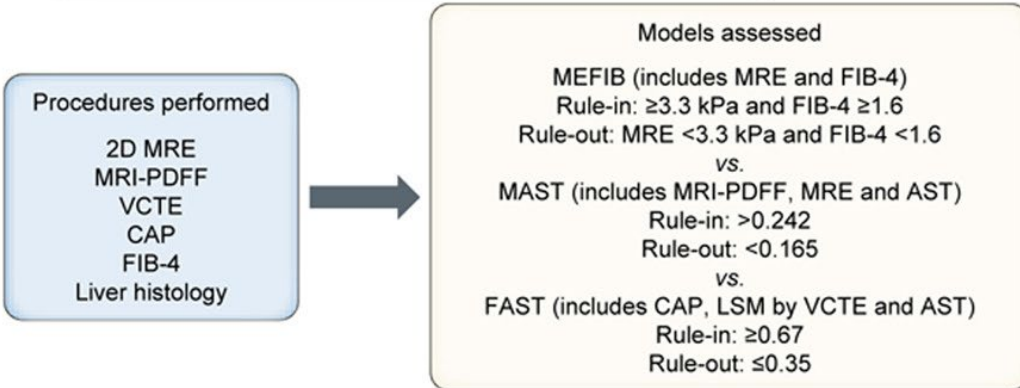 Procedures performed
2D MRE
MRI-PDFF
VCTE
CAP
FIB-4
Liver histology
Models assessed
MEFIB (includes MRE and FIB-4)
Rule-in: ≥3.3 kPa and FIB-4 ≥1.6
Rule-out: MRE <3.3 kPa and FIB-4 <1.6
vs.
MAST (includes MRI-PDFF, MRE and AST)
Rule-in: >0.242
Rule-out: <0.165
vs.
FAST (includes CAP, LSM by VCTE and AST)
Rule-in: ≥0.67
Rule-out: ≤0.35